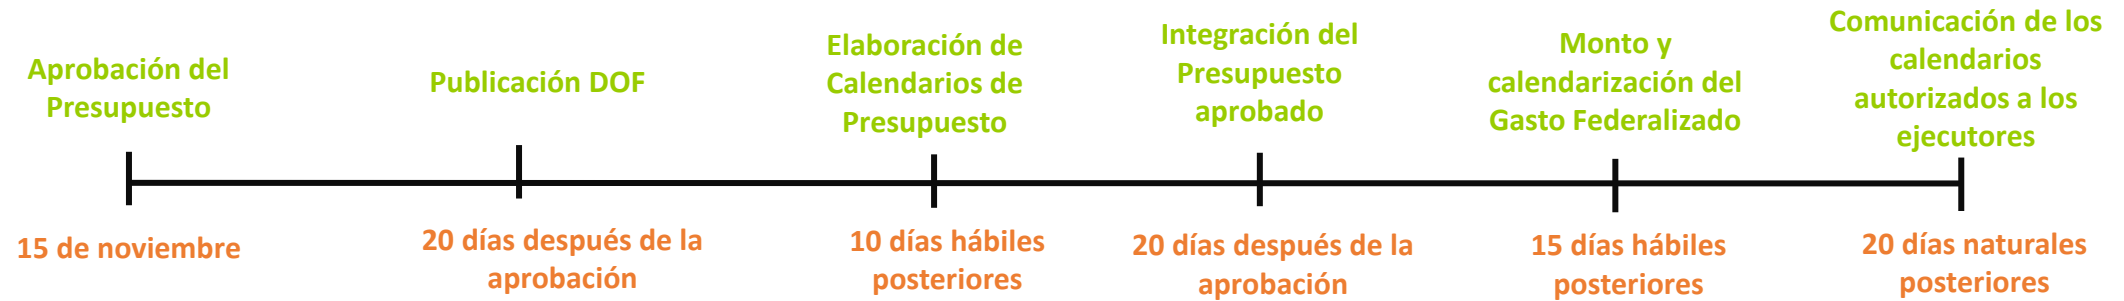 Aprobación del
Presupuesto
Publicación DOF
Elaboración de
Calendarios de
Presupuesto
Integración del
Presupuesto
aprobado
Monto y
calendarización del
Gasto Federalizado
Comunicación de los
calendarios
autorizados a los
ejecutores
15 de noviembre
20 días después de la
aprobación
10 días hábiles
posteriores
20 días después de la
aprobación
15 días hábiles
posteriores
20 días naturales
posteriores